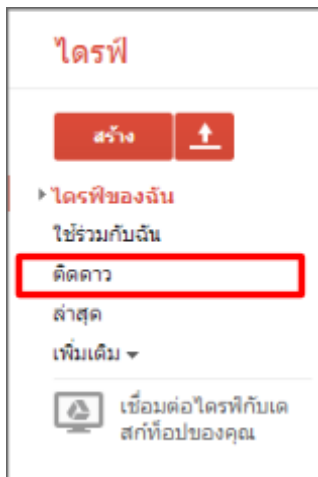 ไดรฟ์
สร้าง
ไดรฟ์ของฉัน
ใช้ร่วมกับฉัน
ติดดาว
ล่าสุด
เพิ่มเติม
เชื่อมต่อไดรฟ์กับเด
สก์ท็อปของคุณ